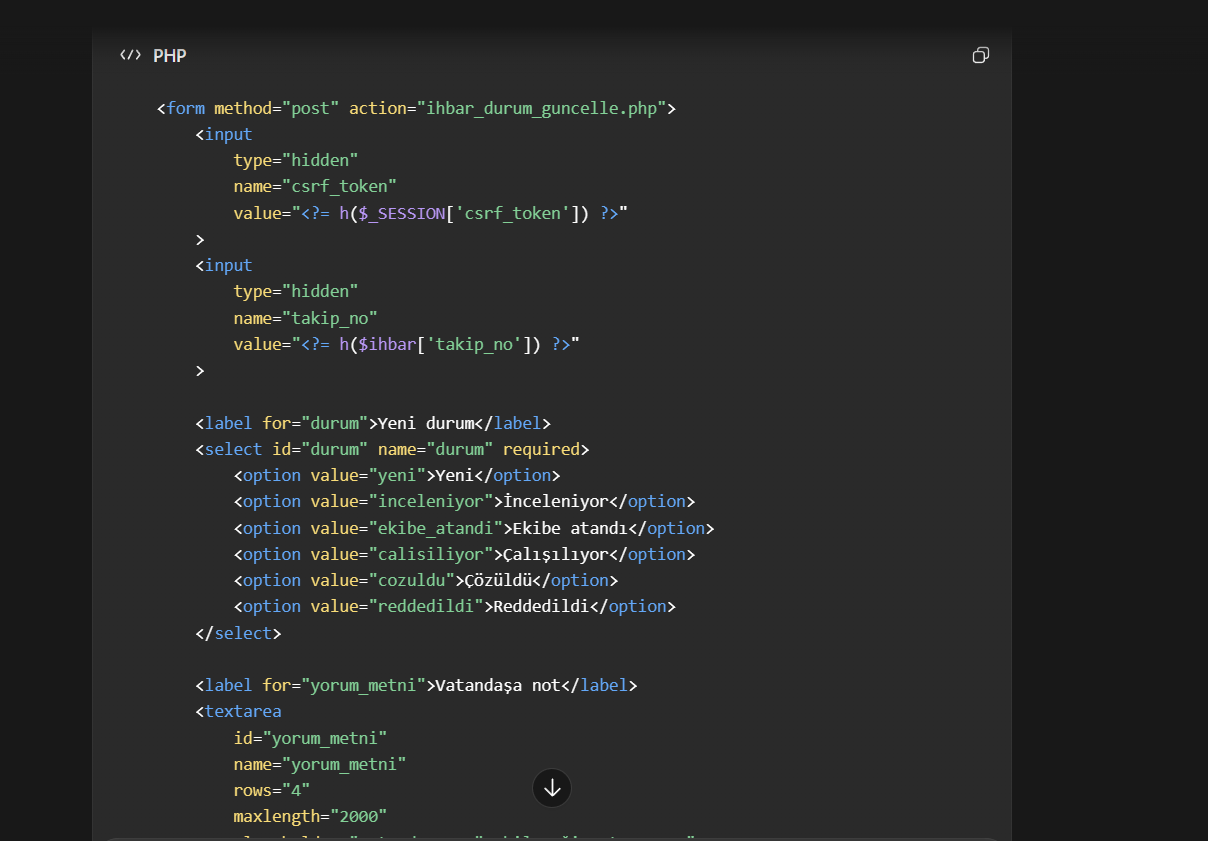 PHP
<form method="post" action="ihbar_durum_guncelle.php">
<input
type="hidden"
name="csrf_token"
value="<?= h($_SESSION['csrf_token']) ?>"
>
<input
type="hidden"
name="takip_no"
value="<?= h($ihbar['takip_no']) ?>"
>
<label for="durum">Yeni durum</label>
<select id="durum" name="durum" required>
<option value="yeni">Yeni</option>
<option value="inceleniyor">İnceleniyor</option>
<option value="ekibe_atandi">Ekibe atandı</option>
<option value="calisiliyor">Çalışılıyor</option>
<option value="cozuldu">Çözüldü</option>
<option value="reddedildi">Reddedildi</option>
</select>
<label for="yorum_metni">Vatandaşa not</label>
<textarea
id="yorum_metni"
name="yorum_metni"
rows="4"
maxlength="2000"